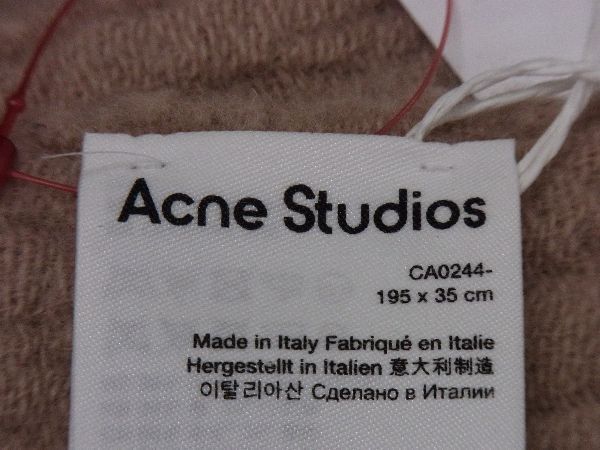 Acne Studios
CA0244-
195 x 35 cm
Made in Italy Fabriqué en Italie
Hergestellt in Italien 意大利制造
이탈리아산 Сделано в Италии